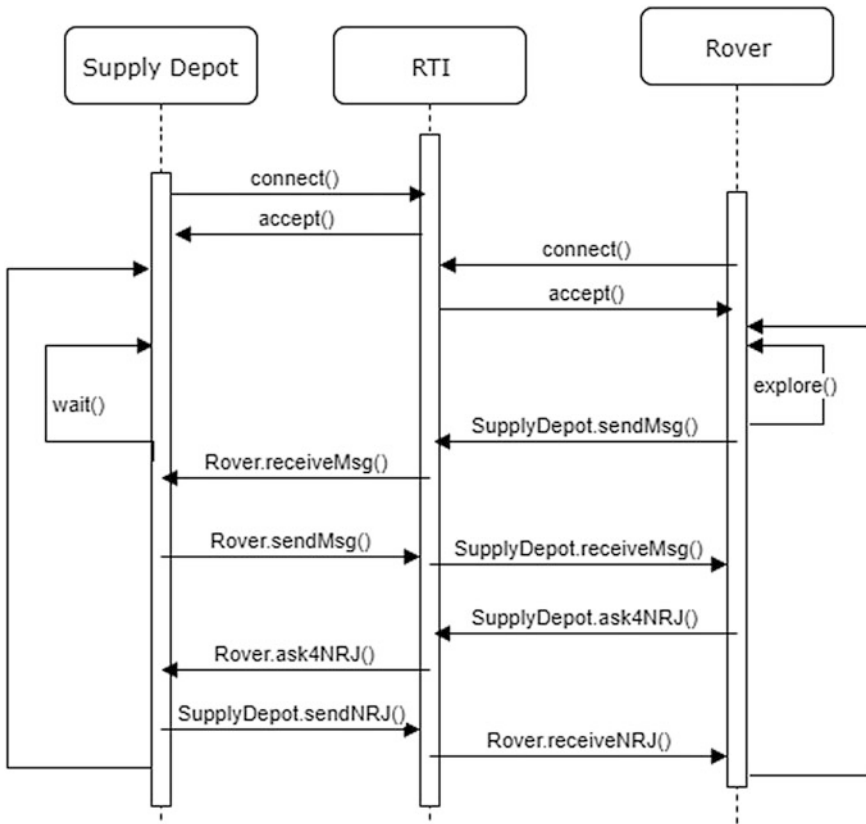 Supply Depot
RTI
Rover
connect()
accept()
connect()
accept()
wait()
explore()
SupplyDepot.sendMsg()
Rover.receiveMsg()
Rover.sendMsg()
SupplyDepot.receiveMsg()
SupplyDepot.ask4NRJ()
Rover.ask4NRJ()
SupplyDepot.sendNRJ()
Rover.receiveNRJ()